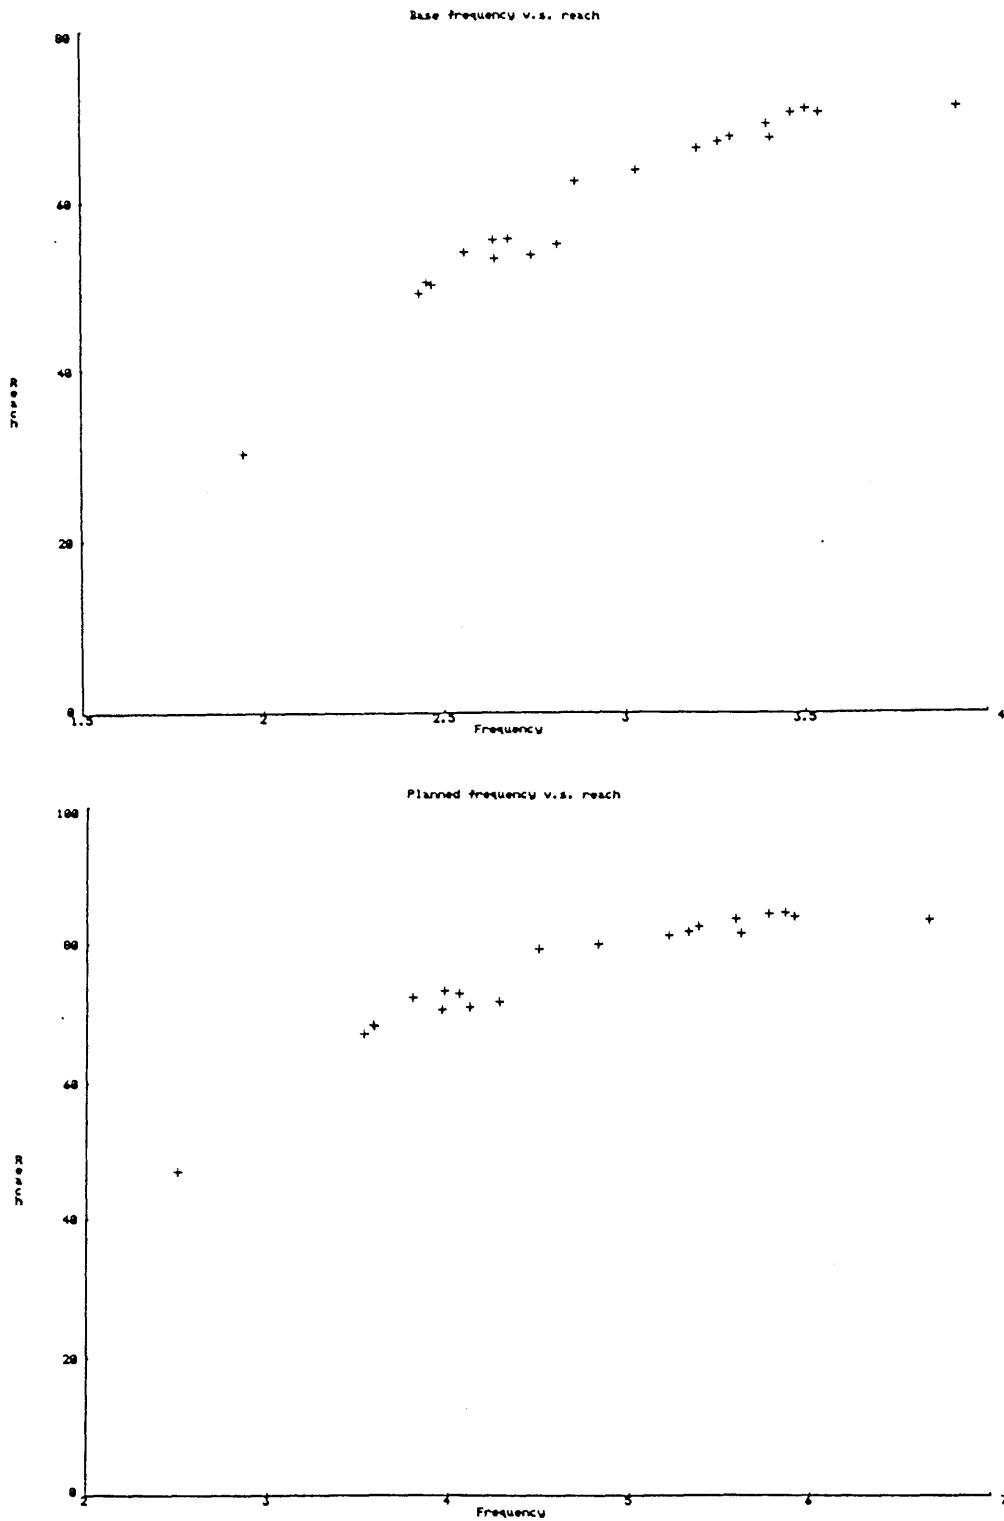 Base frequency v.s. reach
80
60
40
Reach
20
0
1.5 2 2.5 3 3.5 4
Frequency
Planned frequency v.s. reach
100
80
60
Reach
40
20
0
2 3 4 5 6 7
Frequency